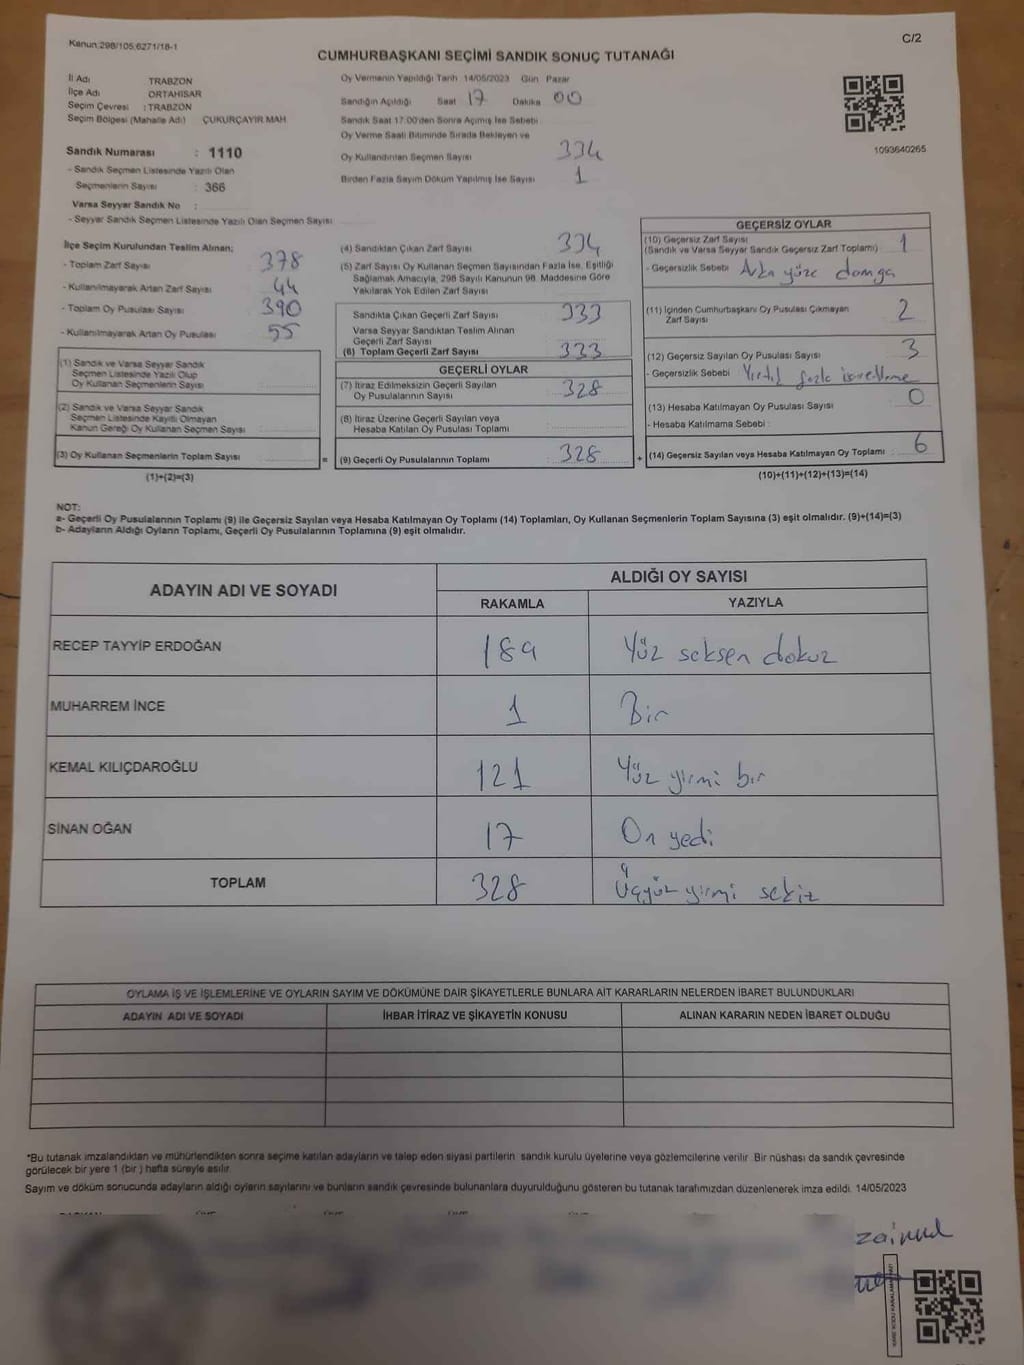 Kanun:298/105;6271/18-1
C/2
CUMHURBAŞKANI SEÇİMİ SANDIK SONUÇ TUTANAĞI
İl Adı TRABZON
İlçe Adı ORTAHİSAR
Seçim Çevresi : TRABZON
Seçim Bölgesi (Mahalle Adı) ÇUKURÇAYIR MAH.
Sandık Numarası : 1110
- Sandık Seçmen Listesinde Yazılı Olan
Seçmenlerin Sayısı : 366
Varsa Seyyar Sandık No :
- Seyyar Sandık Seçmen Listesinde Yazılı Olan Seçmen Sayısı
Oy Vermenin Yapıldığı Tarih 14/05/2023 Gün Pazar
Sandığın Açıldığı Saat 17 Dakika 00
Sandık Saat 17:00'den Sonra Açılmış İse Sebebi
Oy Verme Saati Bitiminde Sırada Bekleyen ve
Oy Kullandırılan Seçmen Sayısı 334
Birden Fazla Sayım Döküm Yapılmış İse Sayısı 1
1093640265
İlçe Seçim Kurulundan Teslim Alınan;
- Toplam Zarf Sayısı 378
- Kullanılmayarak Artan Zarf Sayısı 44
- Toplam Oy Pusulası Sayısı 390
- Kullanılmayarak Artan Oy Pusulası 55
(1) Sandık ve Varsa Seyyar Sandık
Seçmen Listesinde Yazılı Olup
Oy Kullanan Seçmenlerin Sayısı
(2) Sandık ve Varsa Seyyar Sandık
Seçmen Listesinde Kayıtlı Olmayan
Kanun Gereği Oy Kullanan Seçmen Sayısı
(3) Oy Kullanan Seçmenlerin Toplam Sayısı :
(1)+(2)=(3)
(4) Sandıktan Çıkan Zarf Sayısı 334
(5) Zarf Sayısı Oy Kullanan Seçmen Sayısından Fazla İse, Eşitliği
Sağlamak Amacıyla, 298 Sayılı Kanunun 98. Maddesine Göre
Yakılarak Yok Edilen Zarf Sayısı
Sandıkta Çıkan Geçerli Zarf Sayısı 333
Varsa Seyyar Sandıktan Teslim Alınan
Geçerli Zarf Sayısı
(6) Toplam Geçerli Zarf Sayısı 333
GEÇERLİ OYLAR
(7) İtiraz Edilmeksizin Geçerli Sayılan
Oy Pusulalarının Sayısı 328
(8) İtiraz Üzerine Geçerli Sayılan veya
Hesaba Katılan Oy Pusulası Toplamı
= (9) Geçerli Oy Pusulalarının Toplamı 328
GEÇERSİZ OYLAR
(10) Geçersiz Zarf Sayısı
(Sandık ve Varsa Seyyar Sandık Geçersiz Zarf Toplamı) 1
- Geçersizlik Sebebi Arka yüze damga
(11) İçinden Cumhurbaşkanı Oy Pusulası Çıkmayan
Zarf Sayısı 2
(12) Geçersiz Sayılan Oy Pusulası Sayısı 3
- Geçersizlik Sebebi fazla
(13) Hesaba Katılmayan Oy Pusulası Sayısı 0
- Hesaba Katılmama Sebebi
+ (14) Geçersiz Sayılan veya Hesaba Katılmayan Oy Toplamı : 6
(10)+(11)+(12)+(13)=(14)
NOT:
a- Geçerli Oy Pusulalarının Toplamı (9) ile Geçersiz Sayılan veya Hesaba Katılmayan Oy Toplamı (14) Toplamları, Oy Kullanan Seçmenlerin Toplam Sayısına (3) eşit olmalıdır. (9)+(14)=(3)
b- Adayların Aldığı Oyların Toplamı, Geçerli Oy Pusulalarının Toplamına (9) eşit olmalıdır.
ADAYIN ADI VE SOYADI ALDIĞI OY SAYISI
RAKAMLA YAZIYLA
RECEP TAYYİP ERDOĞAN 189 Yüz seksen dokuz
MUHARREM İNCE 1 Bir
KEMAL KILIÇDAROĞLU 121 Yüz yirmi bir
SİNAN OĞAN 17 On yedi
TOPLAM 328 Üçyüz yirmi sekiz
OYLAMA İŞ VE İŞLEMLERİNE VE OYLARIN SAYIM VE DÖKÜMÜNE DAİR ŞİKAYETLERLE BUNLARA AİT KARARLARIN NELERDEN İBARET BULUNDUKLARI
ADAYIN ADI VE SOYADI İHBAR İTİRAZ VE ŞİKAYETİN KONUSU ALINAN KARARIN NEDEN İBARET OLDUĞU
*Bu tutanak imzalandıktan ve mühürlendikten sonra seçime katılan adayların ve talep eden siyasi partilerin sandık kurulu üyelerine veya gözlemcilerine verilir. Bir nüshası da sandık çevresinde
görülecek bir yere 1 (bir ) hafta süreyle asılır.
Sayım ve döküm sonucunda adayların aldığı oyların sayılarını ve bunların sandık çevresinde bulunanlara duyurulduğunu gösteren bu tutanak tarafımızdan düzenlenerek imza edildi. 14/05/2023